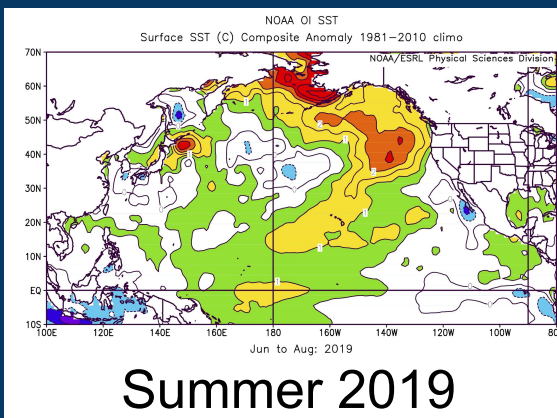 NOAA OI SST
Surface SST (C) Composite Anomaly 1981−2010 climo
NOAA/ESRL Physical Sciences Division
70N
60N
50N
40N
30N
20N
10N
EQ
10S
100E 120E 140E 160E 180 160W 140W 120W 100W 80
Jun to Aug: 2019
Summer 2019